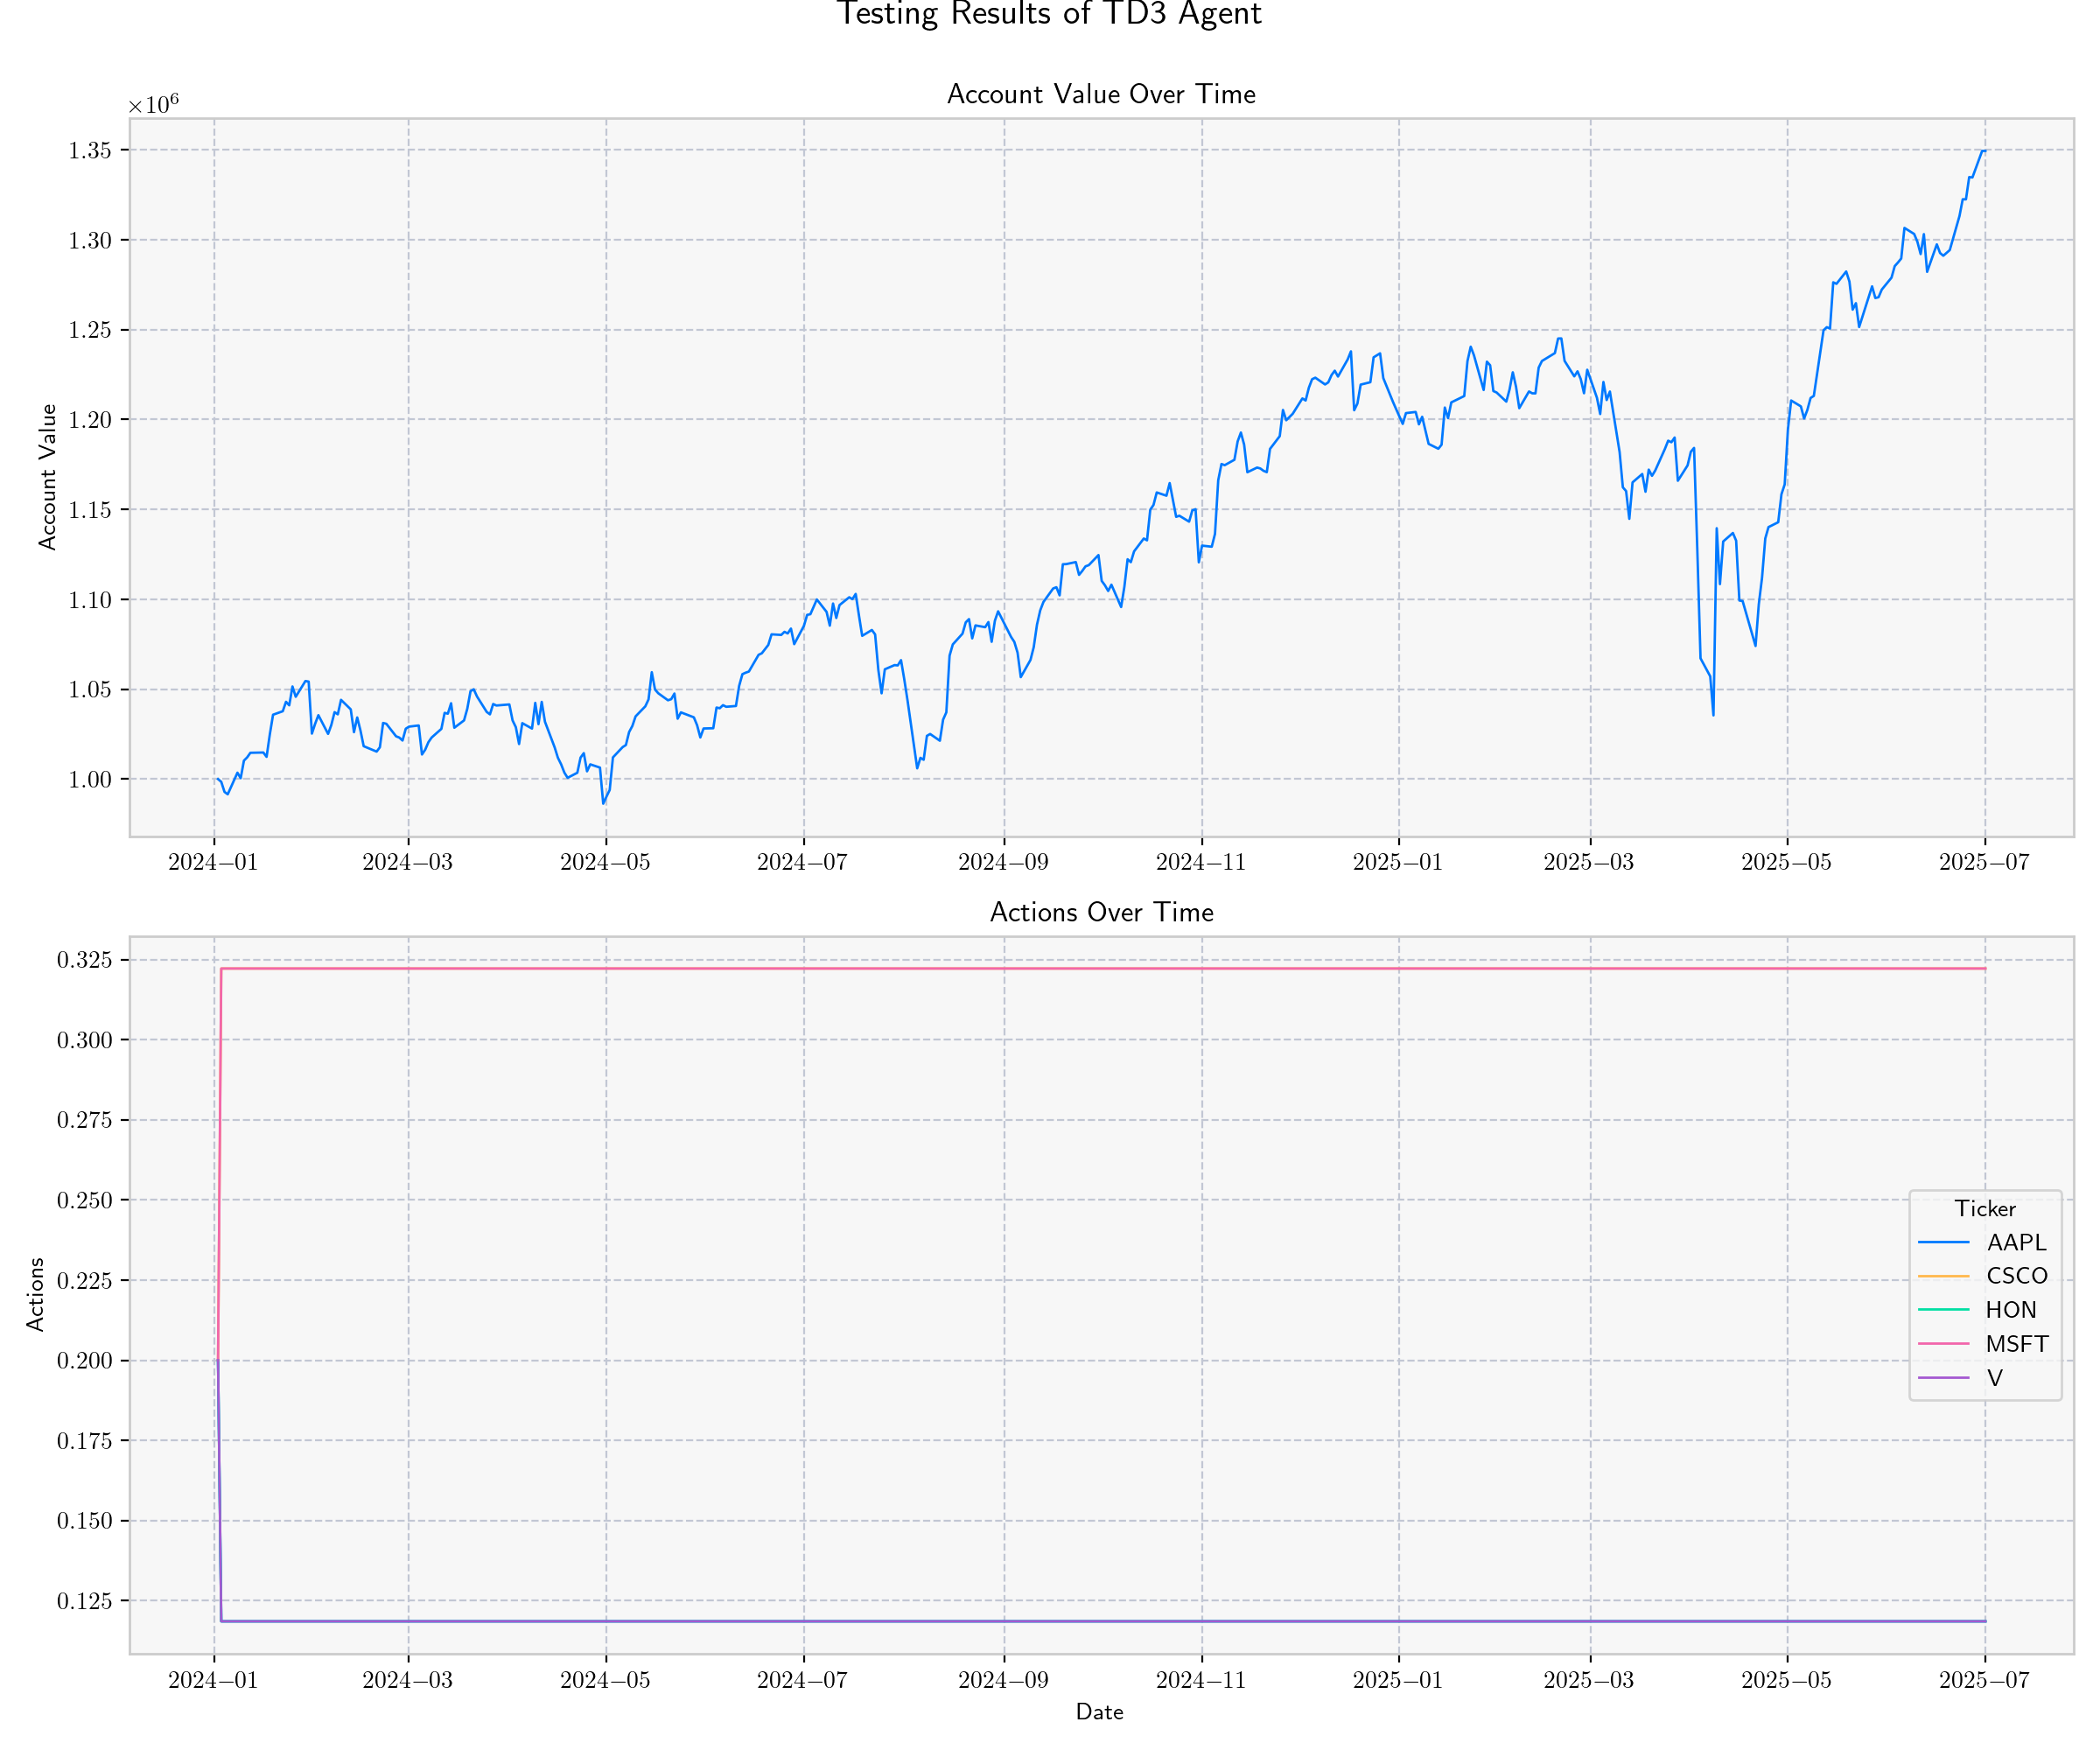 Testing Results of TD3 Agent
Account Value Over Time
×10⁶
1.35
1.30
1.25
1.20
1.15
1.10
1.05
1.00
Account Value
2024–01 2024–03 2024–05 2024–07 2024–09 2024–11 2025–01 2025–03 2025–05 2025–07
Actions Over Time
0.325
0.300
0.275
0.250
0.225
0.200
0.175
0.150
0.125
Actions
Ticker
AAPL
CSCO
HON
MSFT
V
2024–01 2024–03 2024–05 2024–07 2024–09 2024–11 2025–01 2025–03 2025–05 2025–07
Date